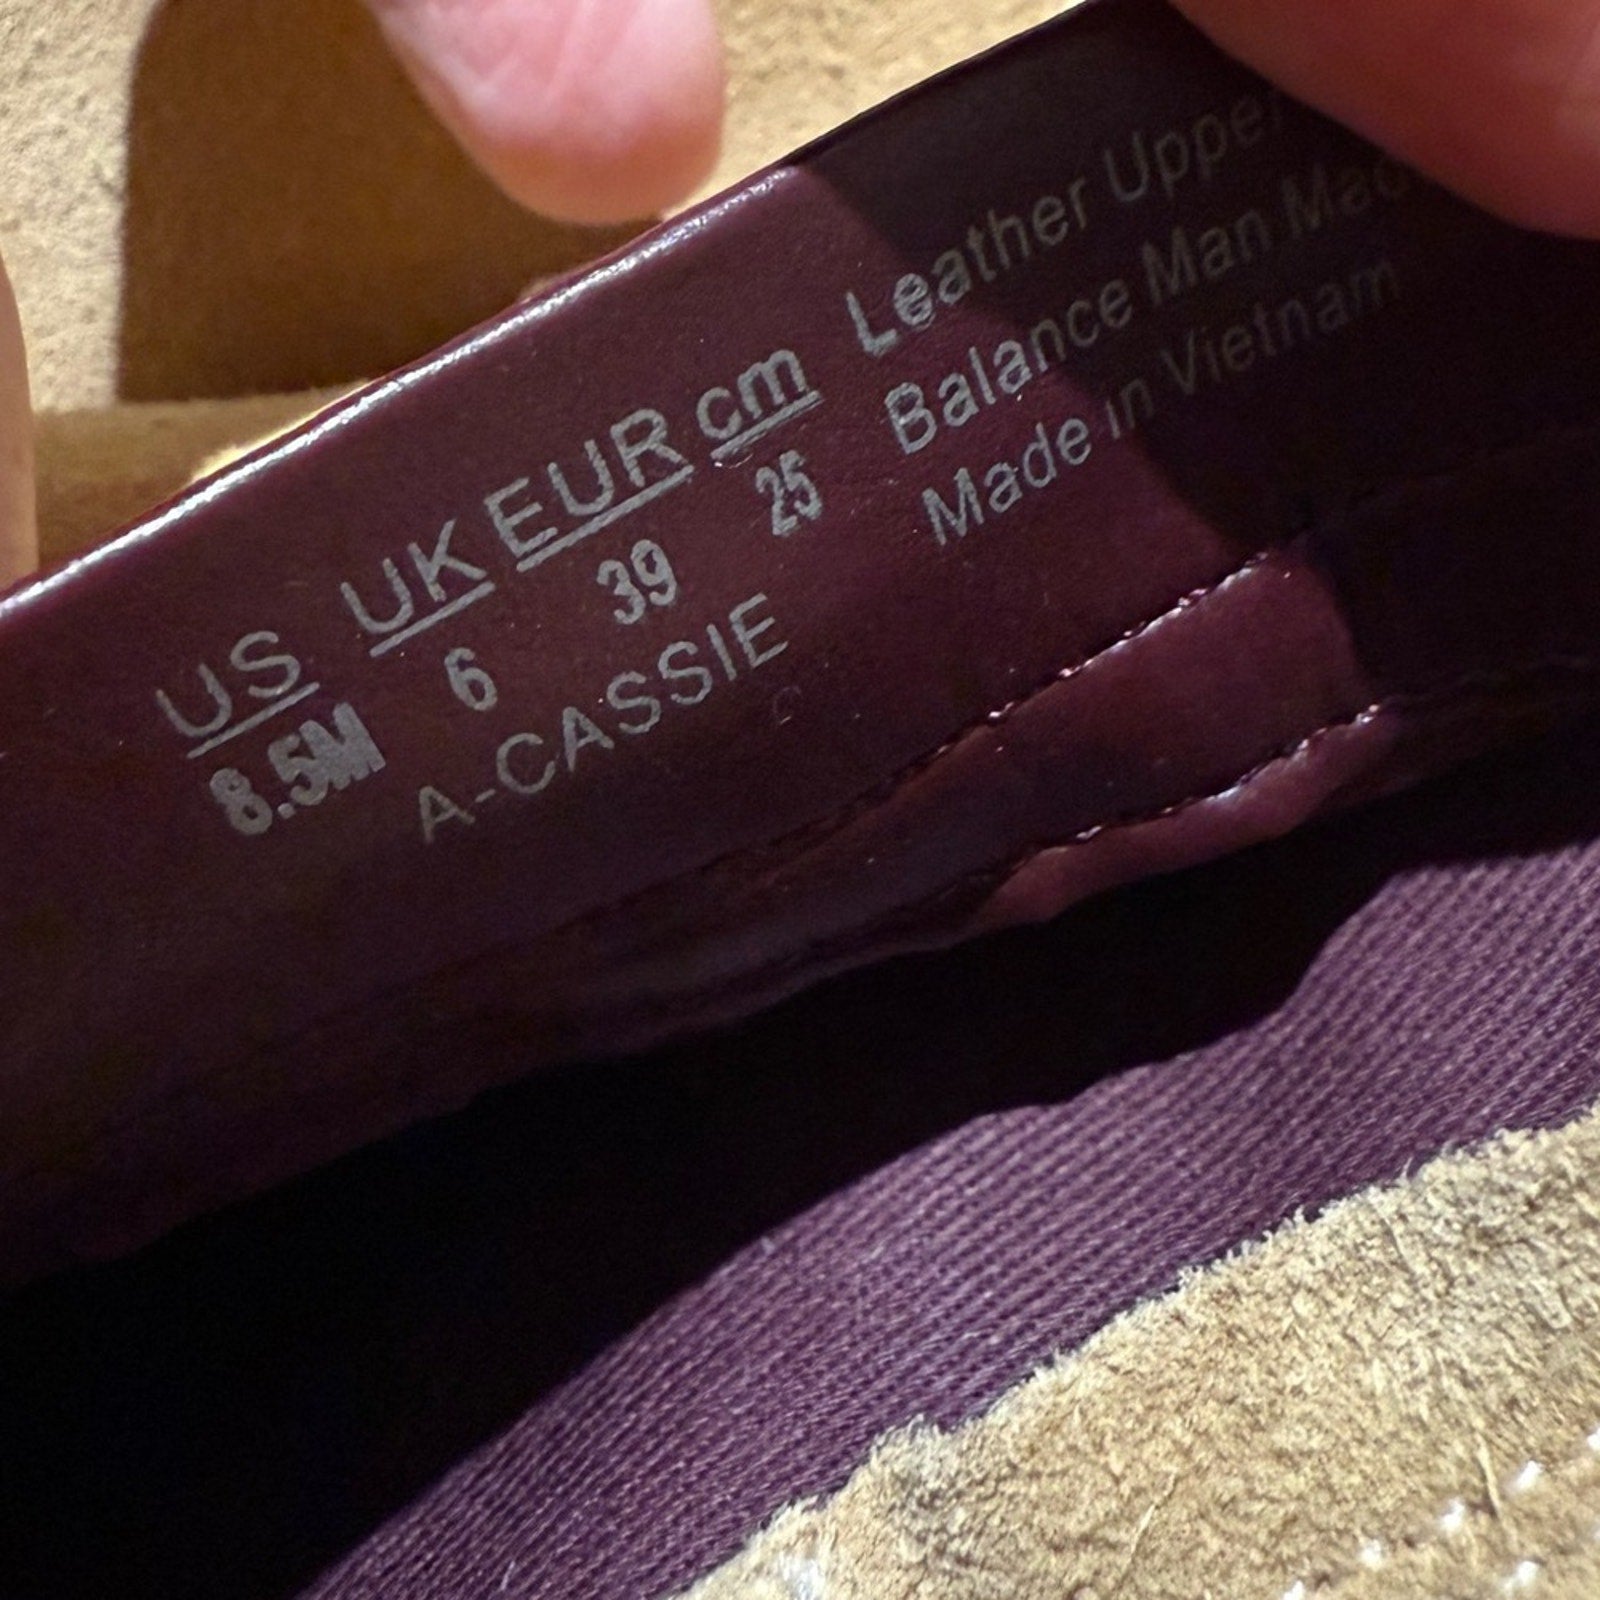 US UK EUR cm
8.5M 6 39 25
A-CASSIE
Leather Upper
Balance Man Mad
Made in Vietnam